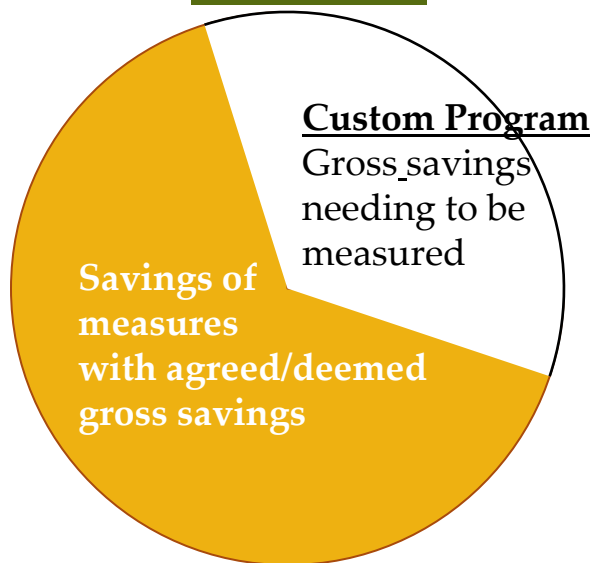 Custom Program
Gross savings
needing to be
measured
Savings of
measures
with agreed/deemed
gross savings